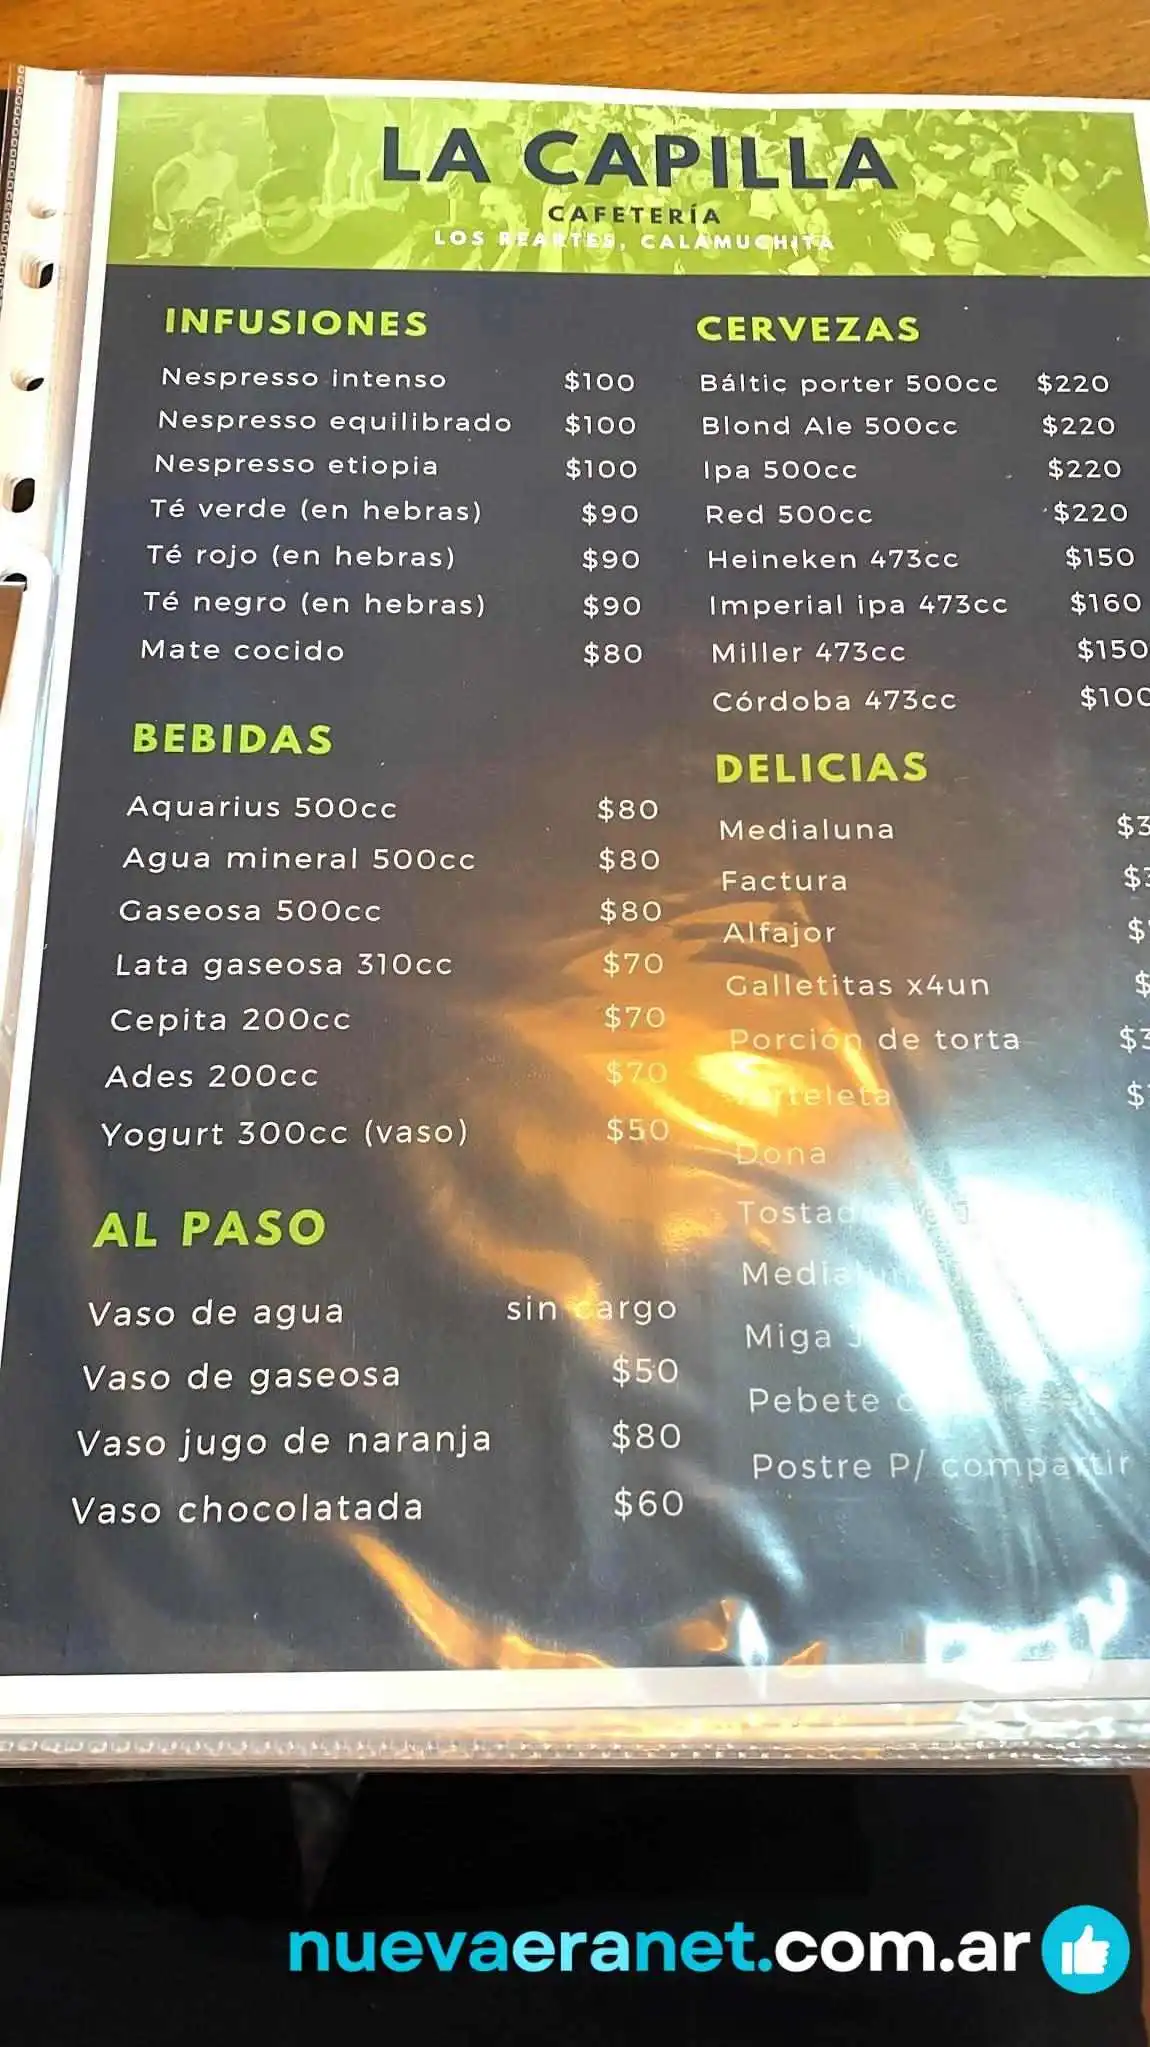 LA CAPILLA
CAFETERÍA
LOS REARTES, CALAMUCHITA
INFUSIONES
Nespresso intenso $100
Nespresso equilibrado $100
Nespresso etiopia $100
Té verde (en hebras) $90
Té rojo (en hebras) $90
Té negro (en hebras) $90
Mate cocido $80
BEBIDAS
Aquarius 500cc $80
Agua mineral 500cc $80
Gaseosa 500cc $80
Lata gaseosa 310cc $70
Cepita 200cc $70
Ades 200cc $70
Yogurt 300cc (vaso) $50
AL PASO
Vaso de agua sin cargo
Vaso de gaseosa $50
Vaso jugo de naranja $80
Vaso chocolatada $60
CERVEZAS
Báltic porter 500cc $220
Blond Ale 500cc $220
Ipa 500cc $220
Red 500cc $220
Heineken 473cc $150
Imperial ipa 473cc $160
Miller 473cc $150
Córdoba 473cc $100
DELICIAS
Medialuna
Factura
Alfajor
Galletitas x4un
Porción de torta
Dona
Miga
Pebete
Postre P/ compartir
nuevaeranet.com.ar